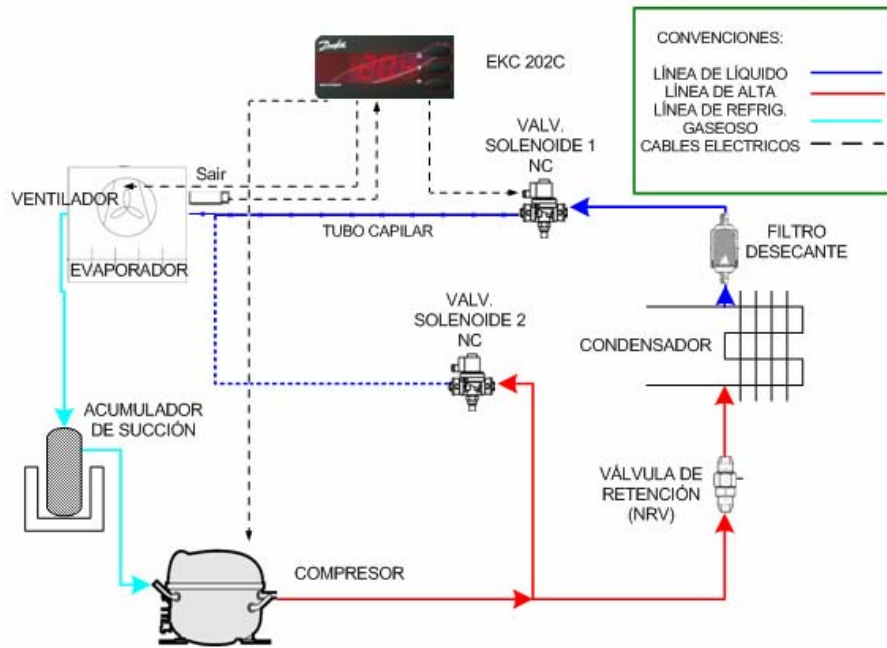 Danfoss
EKC 202C
CONVENCIONES:
LÍNEA DE LÍQUIDO
LÍNEA DE ALTA
LÍNEA DE REFRIG.
GASEOSO
CABLES ELECTRICOS
VALV.
SOLENOIDE 1
NC
Sair
VENTILADOR
EVAPORADOR
TUBO CAPILAR
FILTRO
DESECANTE
VALV.
SOLENOIDE 2
NC
CONDENSADOR
ACUMULADOR
DE SUCCIÓN
VÁLVULA DE
RETENCIÓN
(NRV)
COMPRESOR